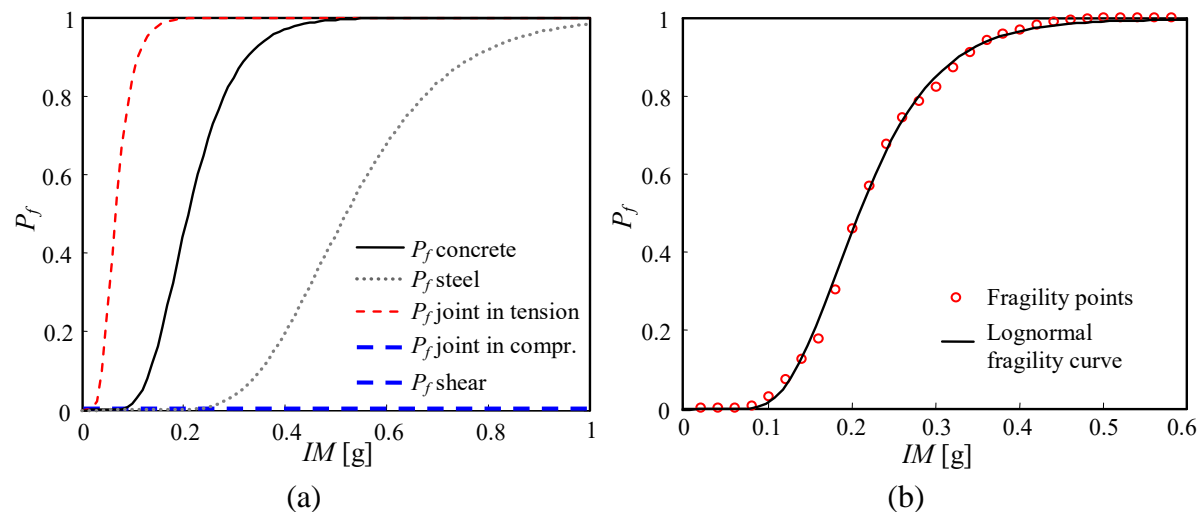 1
0.8
0.6
0.4
0.2
0
P_f
0
0.2
0.4
0.6
0.8
1
IM [g]
P_f concrete
P_f steel
P_f joint in tension
P_f joint in compr.
P_f shear
(a)
1
0.8
0.6
0.4
0.2
0
P_f
0
0.1
0.2
0.3
0.4
0.5
0.6
IM [g]
Fragility points
Lognormal
fragility curve
(b)